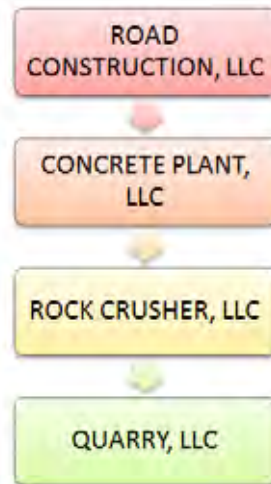 ROAD
CONSTRUCTION, LLC
CONCRETE PLANT,
LLC
ROCK CRUSHER, LLC
QUARRY, LLC